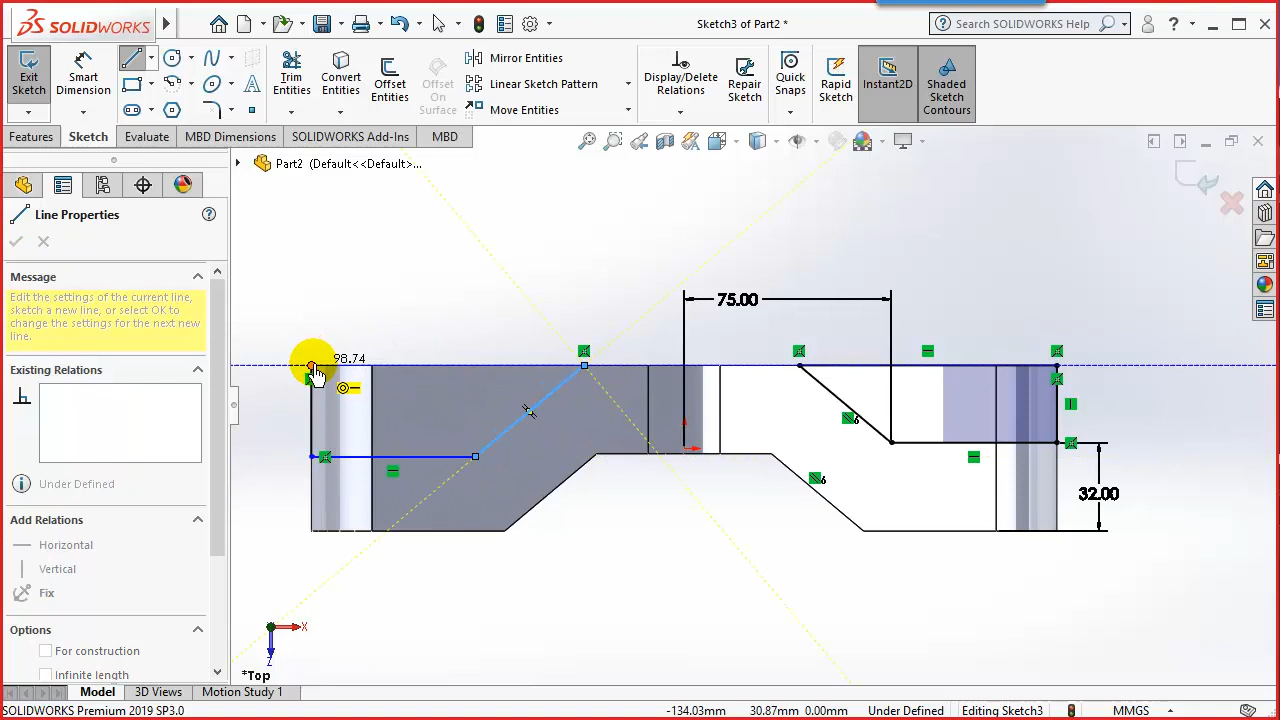 SOLIDWORKS
Sketch3 of Part2 *
Search SOLIDWORKS Help
Exit Sketch
Smart Dimension
Trim Entities
Convert Entities
Offset Entities
Offset On Surface
Mirror Entities
Linear Sketch Pattern
Move Entities
Display/Delete Relations
Repair Sketch
Quick Snaps
Rapid Sketch
Instant2D
Shaded Sketch Contours
Features
Sketch
Evaluate
MBD Dimensions
SOLIDWORKS Add-Ins
MBD
Part2 (Default<<Default>...
Line Properties
Message
Edit the settings of the current line,
sketch a new line, or select OK to
change the settings for the next new
line.
Existing Relations
Under Defined
Add Relations
Horizontal
Vertical
Fix
Options
For construction
Infinite length
98.74
75.00
6
6
32.00
X
Z
*Top
Model
3D Views
Motion Study 1
SOLIDWORKS Premium 2019 SP3.0
-134.03mm
30.87mm 0.00mm
Under Defined
Editing Sketch3
MMGS